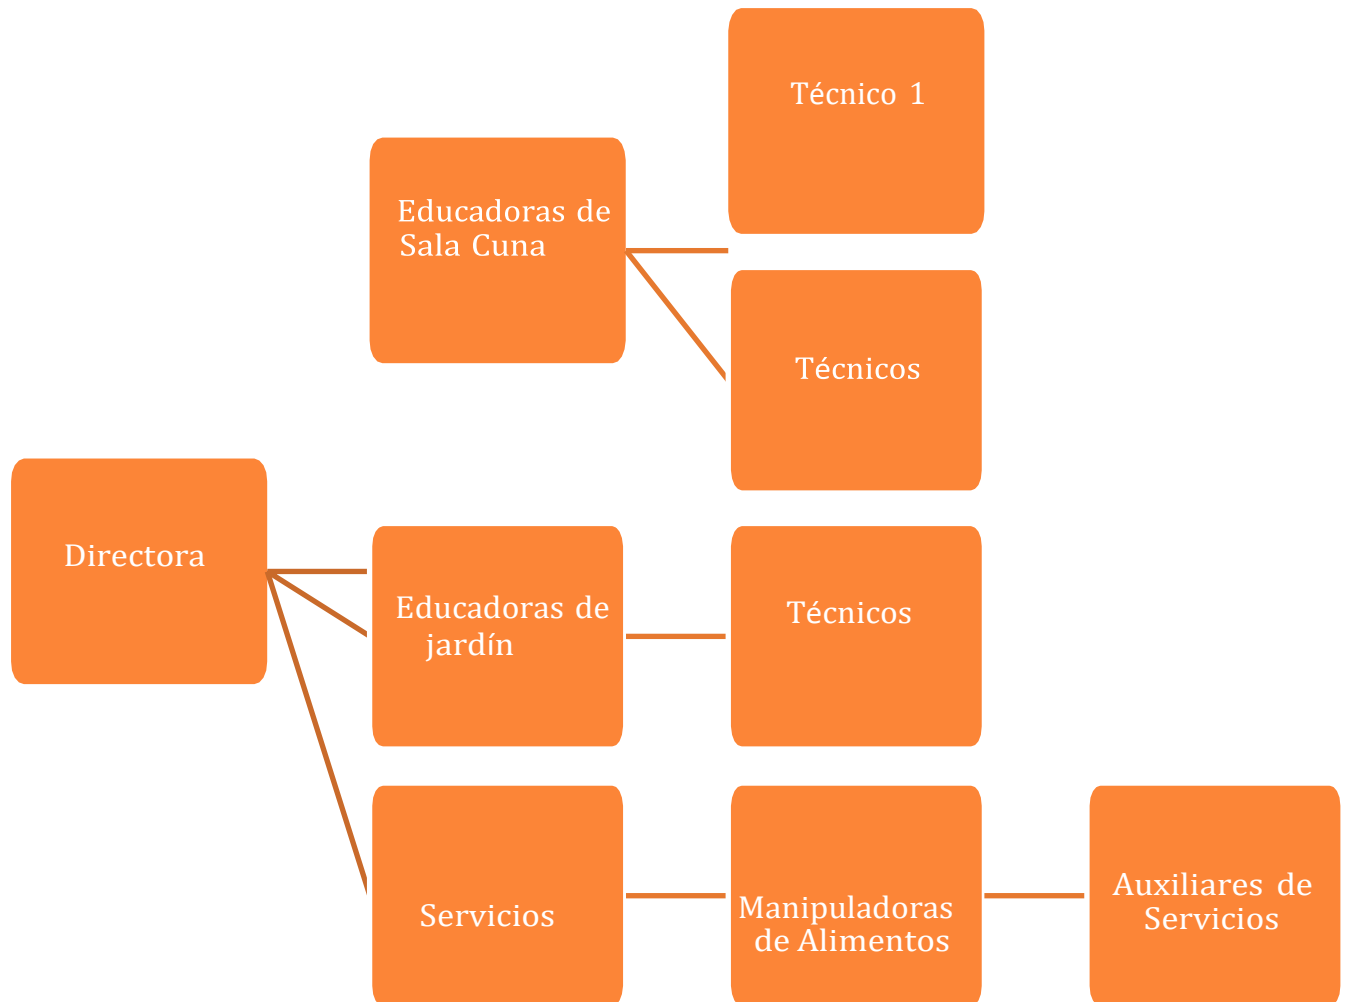 Técnico 1
Educadoras de
Sala Cuna
Técnicos
Directora
Educadoras de
jardín
Técnicos
Servicios
Manipuladoras
de Alimentos
Auxiliares de
Servicios